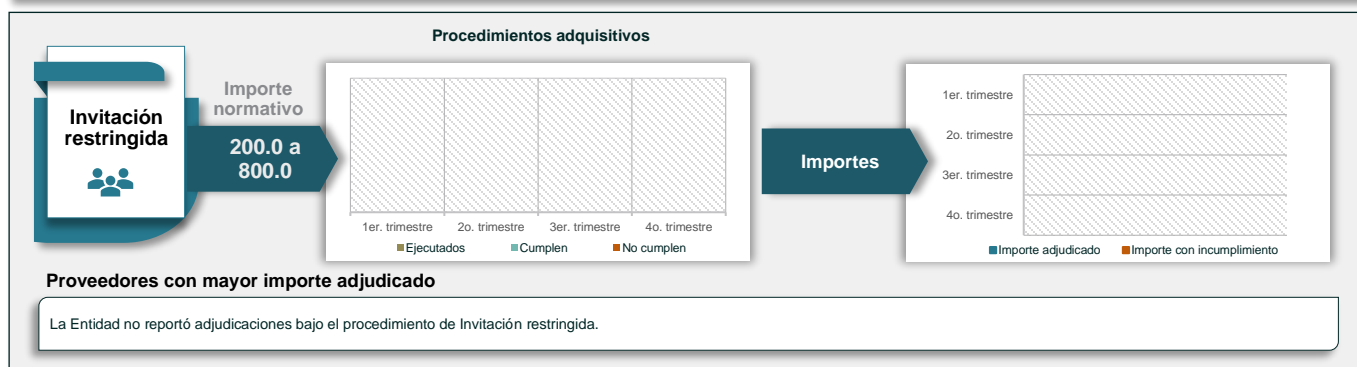 Procedimientos adquisitivos
Invitación
restringida
Importe
normativo
200.0 a
800.0
1er. trimestre 2o. trimestre 3er. trimestre 4o. trimestre
Ejecutados Cumplen No cumplen
Importes
1er. trimestre
2o. trimestre
3er. trimestre
4o. trimestre
Importe adjudicado Importe con incumplimiento
Proveedores con mayor importe adjudicado
La Entidad no reportó adjudicaciones bajo el procedimiento de Invitación restringida.